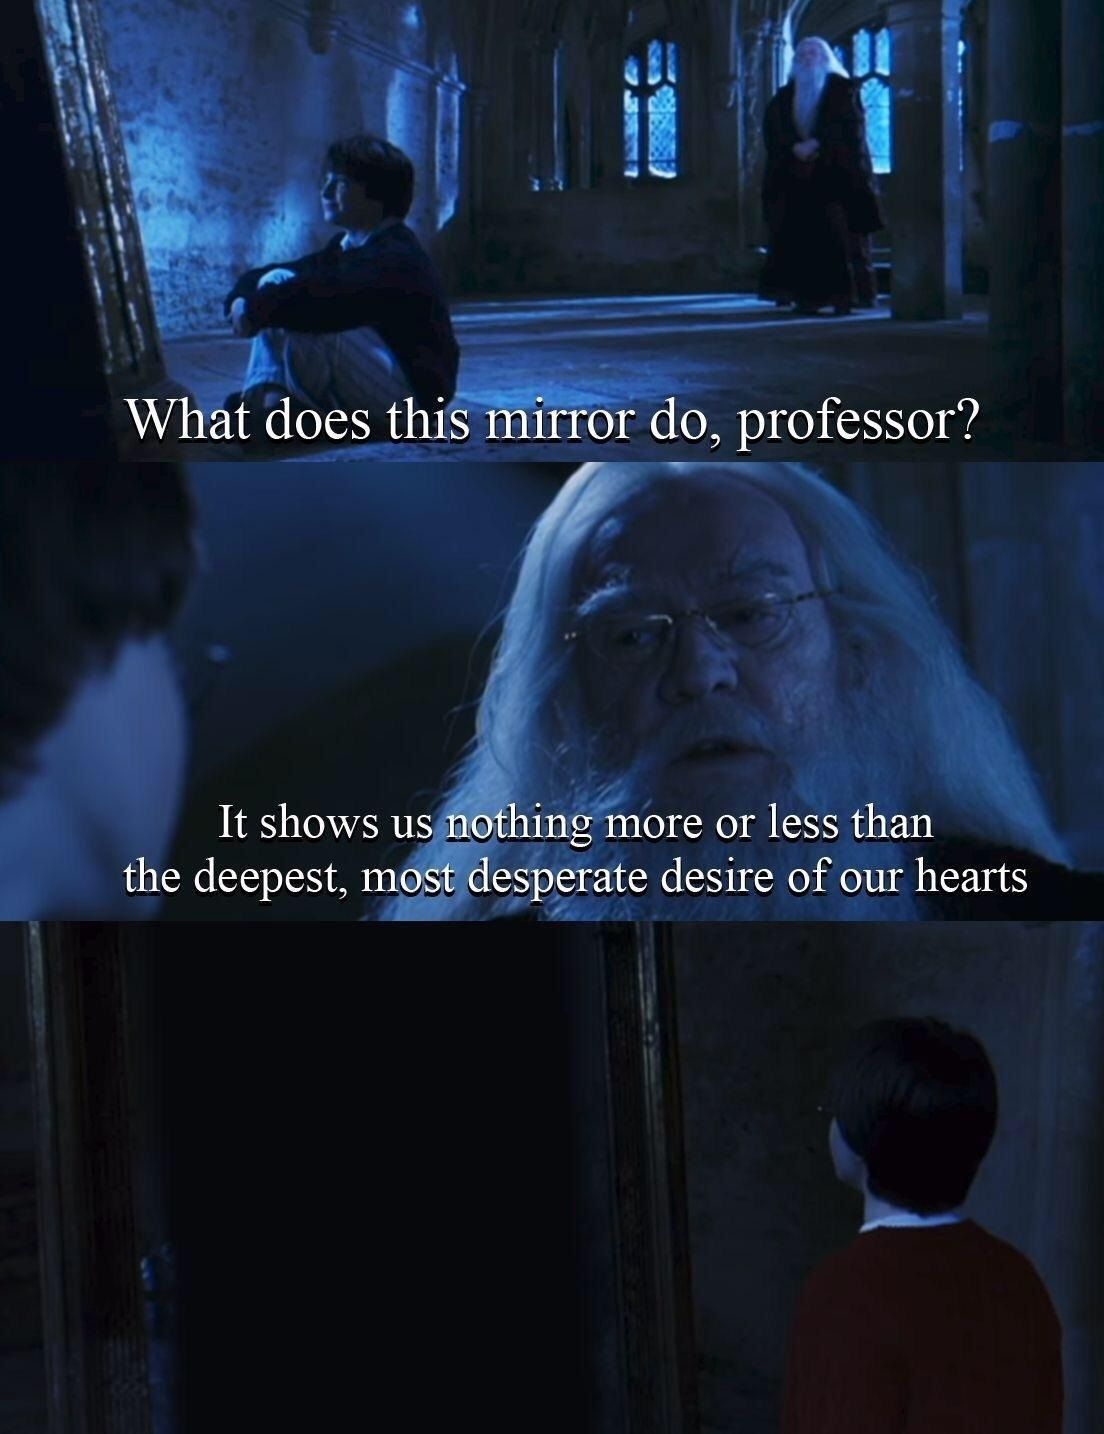 What does this mirror do, professor?
It shows us nothing more or less than
the deepest, most desperate desire of our hearts